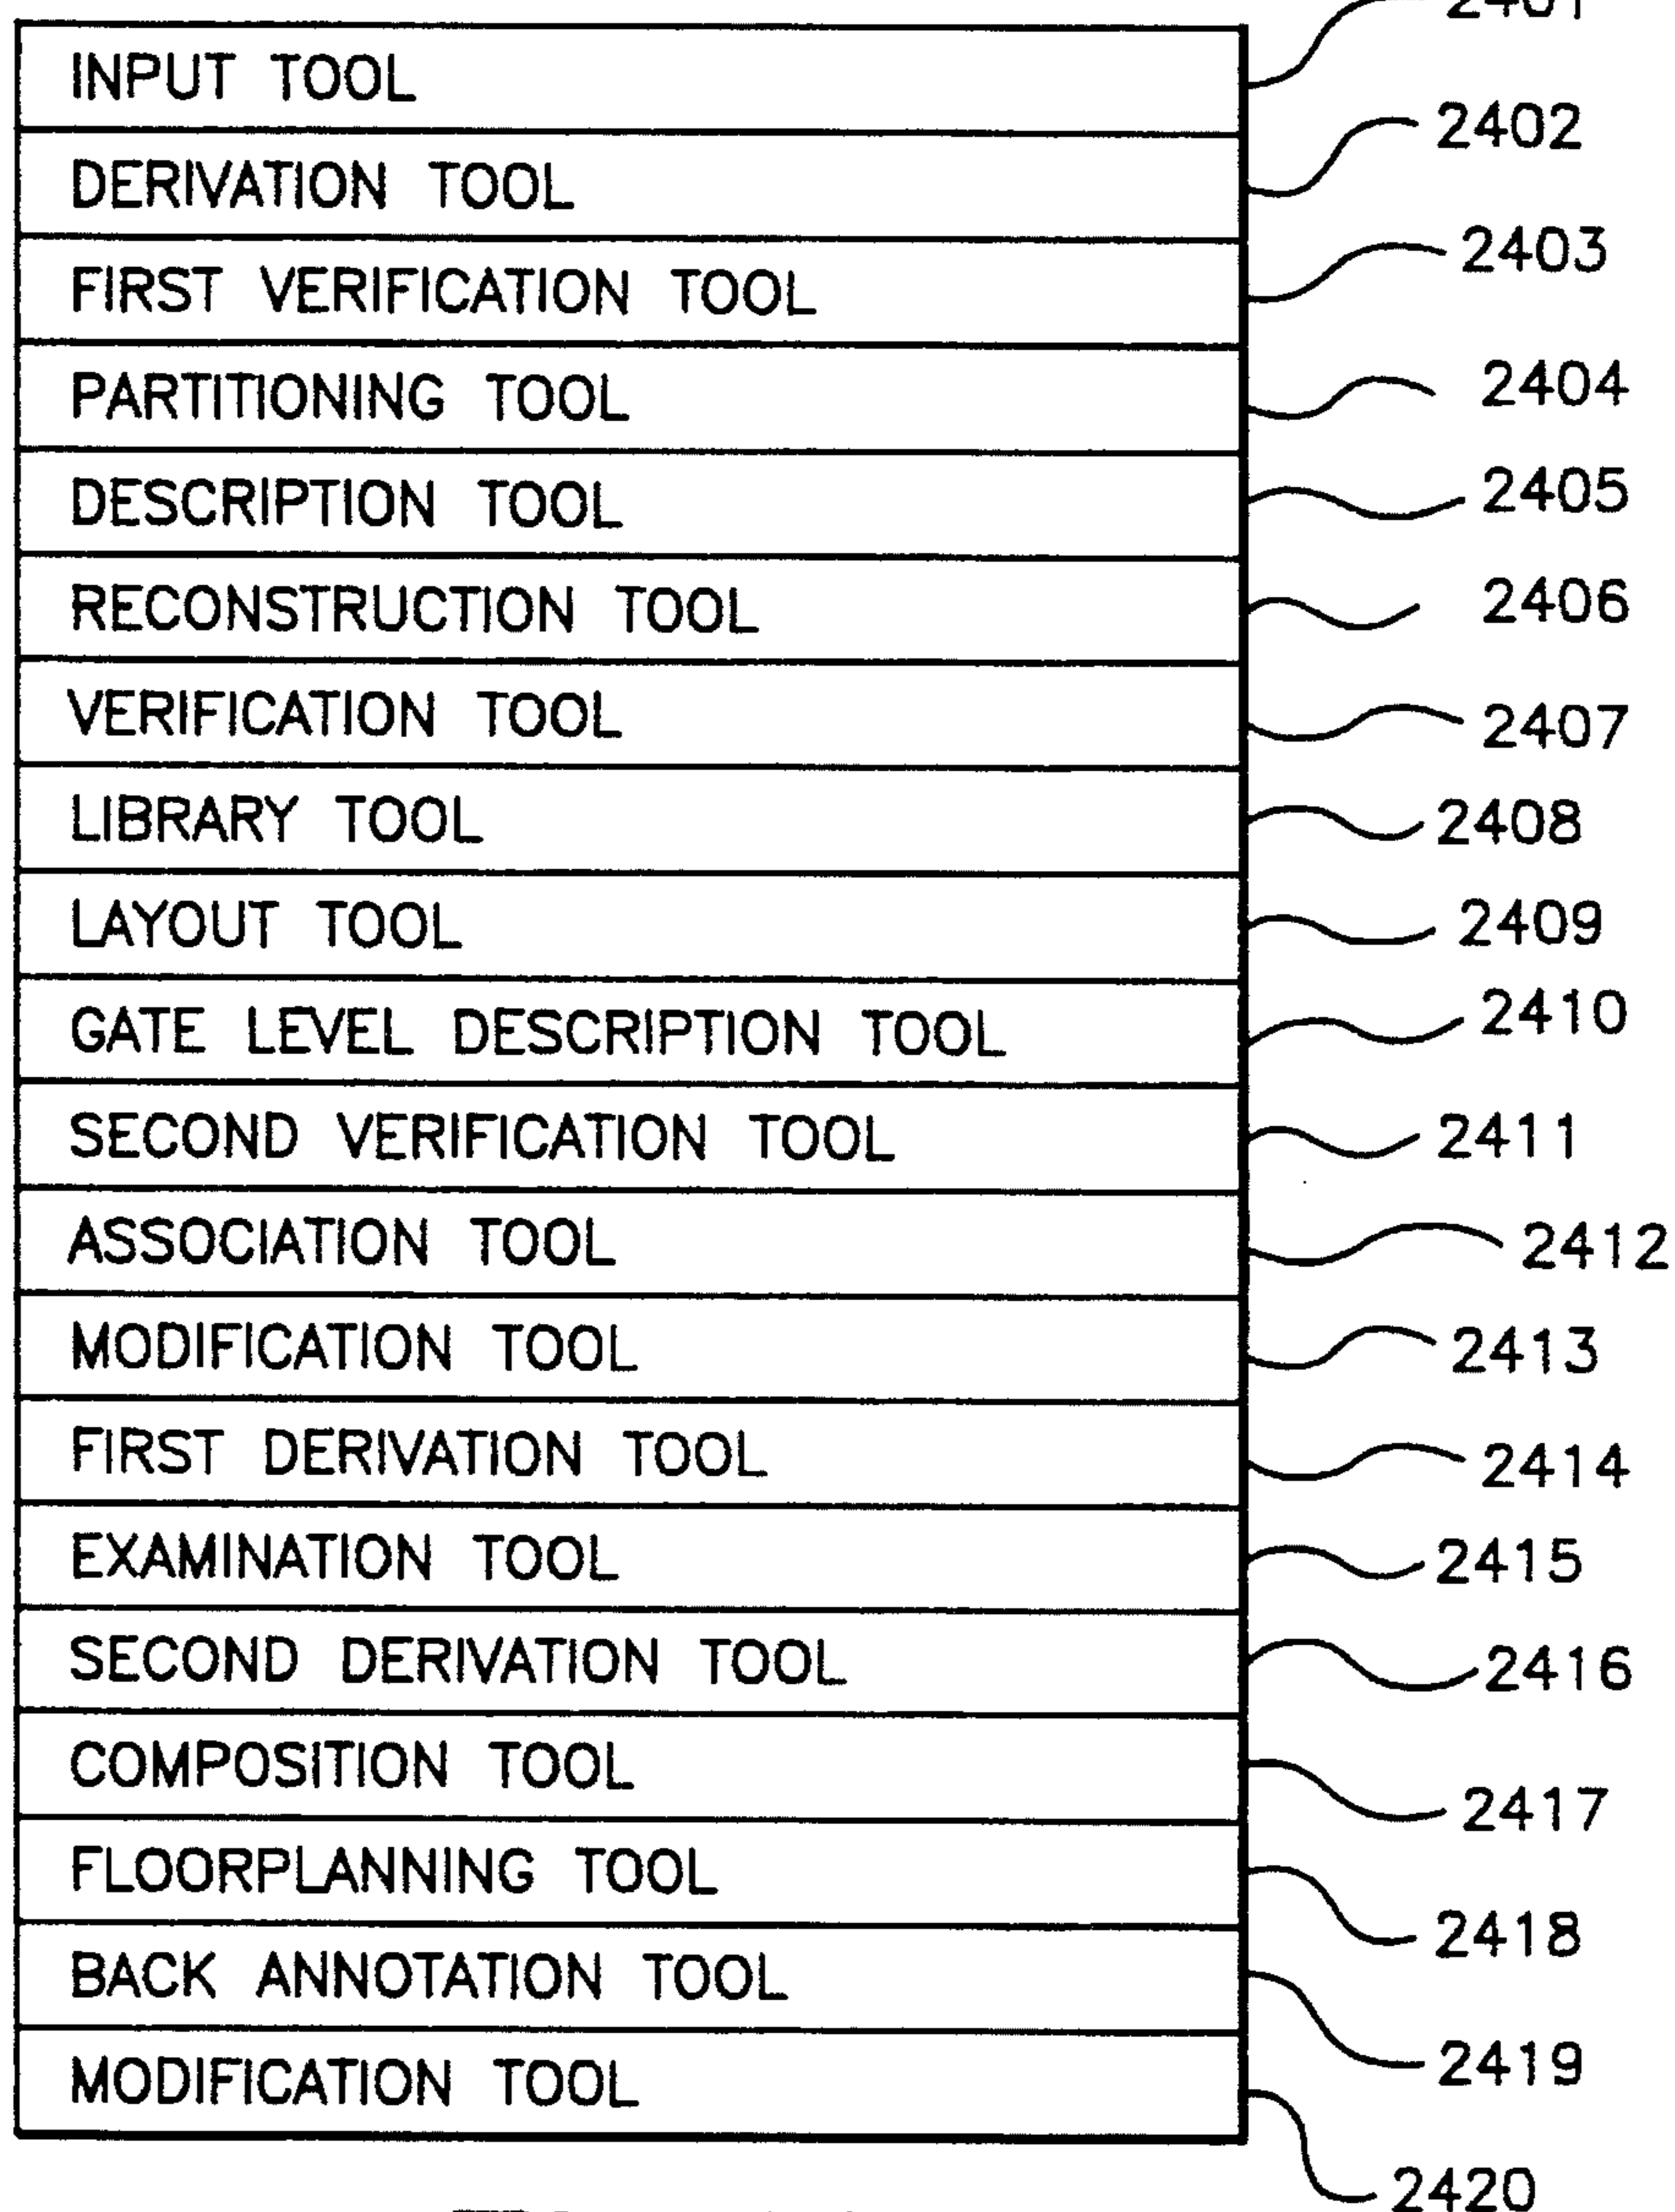 INPUT TOOL 2401
DERIVATION TOOL 2402
FIRST VERIFICATION TOOL 2403
PARTITIONING TOOL 2404
DESCRIPTION TOOL 2405
RECONSTRUCTION TOOL 2406
VERIFICATION TOOL 2407
LIBRARY TOOL 2408
LAYOUT TOOL 2409
GATE LEVEL DESCRIPTION TOOL 2410
SECOND VERIFICATION TOOL 2411
ASSOCIATION TOOL 2412
MODIFICATION TOOL 2413
FIRST DERIVATION TOOL 2414
EXAMINATION TOOL 2415
SECOND DERIVATION TOOL 2416
COMPOSITION TOOL 2417
FLOORPLANNING TOOL 2418
BACK ANNOTATION TOOL 2419
MODIFICATION TOOL 2420